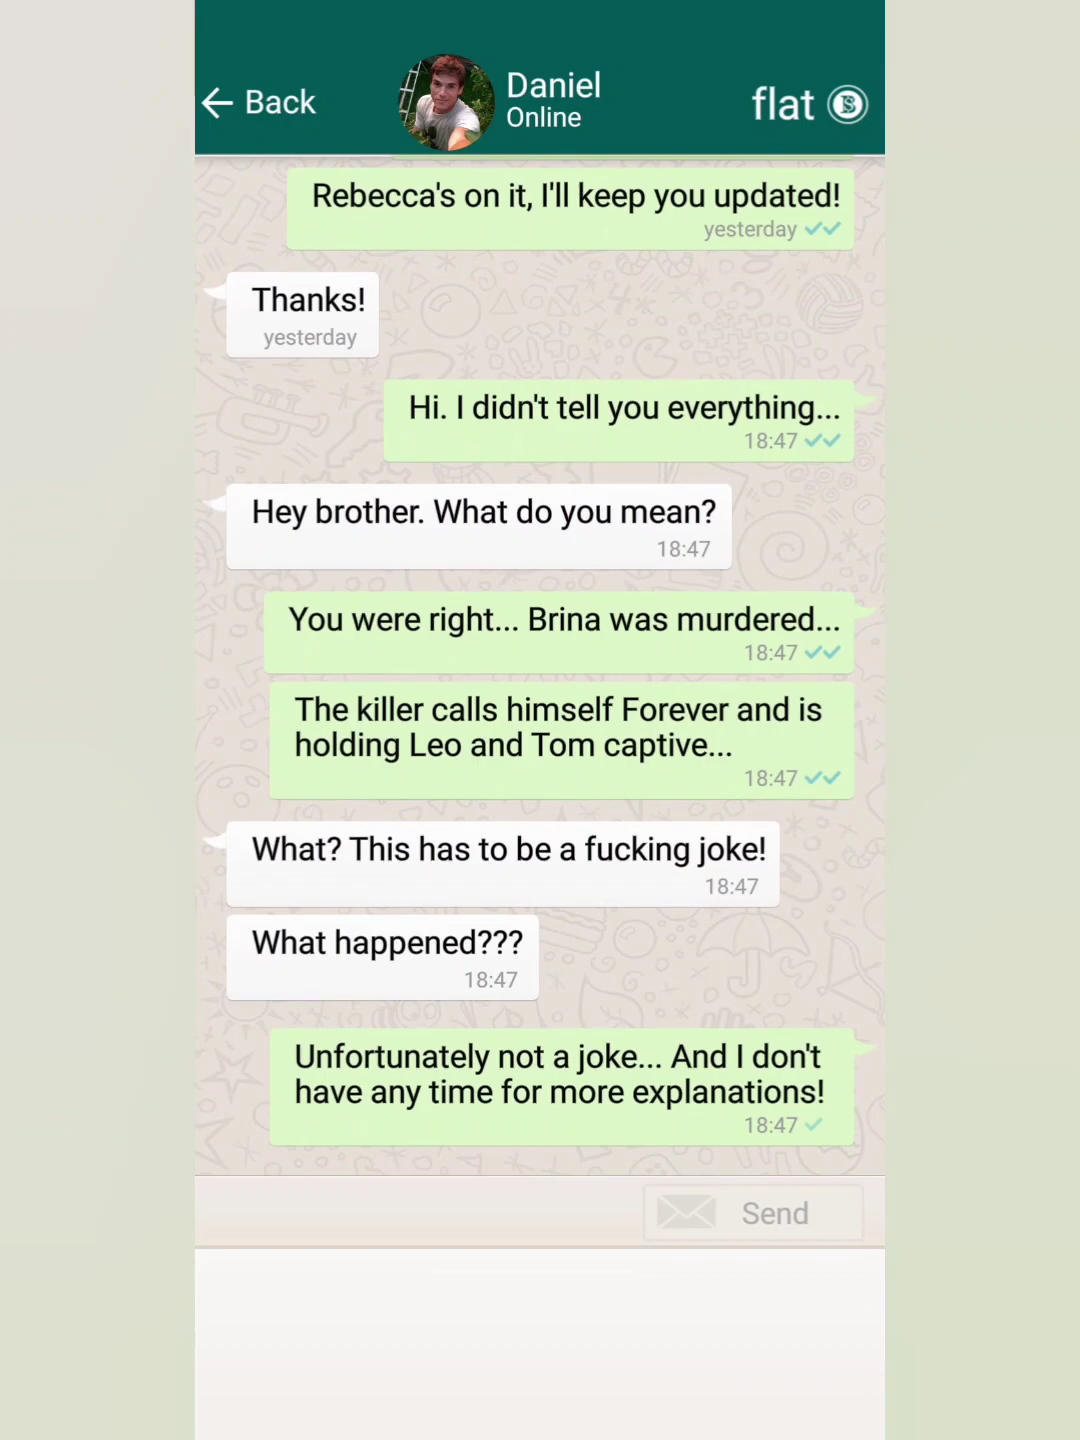 Back
Daniel
Online
flat
Rebecca's on it, I'll keep you updated!
yesterday
Thanks!
yesterday
Hi. I didn't tell you everything...
18:47
Hey brother. What do you mean?
18:47
You were right... Brina was murdered...
18:47
The killer calls himself Forever and is
holding Leo and Tom captive...
18:47
What? This has to be a fucking joke!
18:47
What happened???
18:47
Unfortunately not a joke... And I don't
have any time for more explanations!
18:47
Send